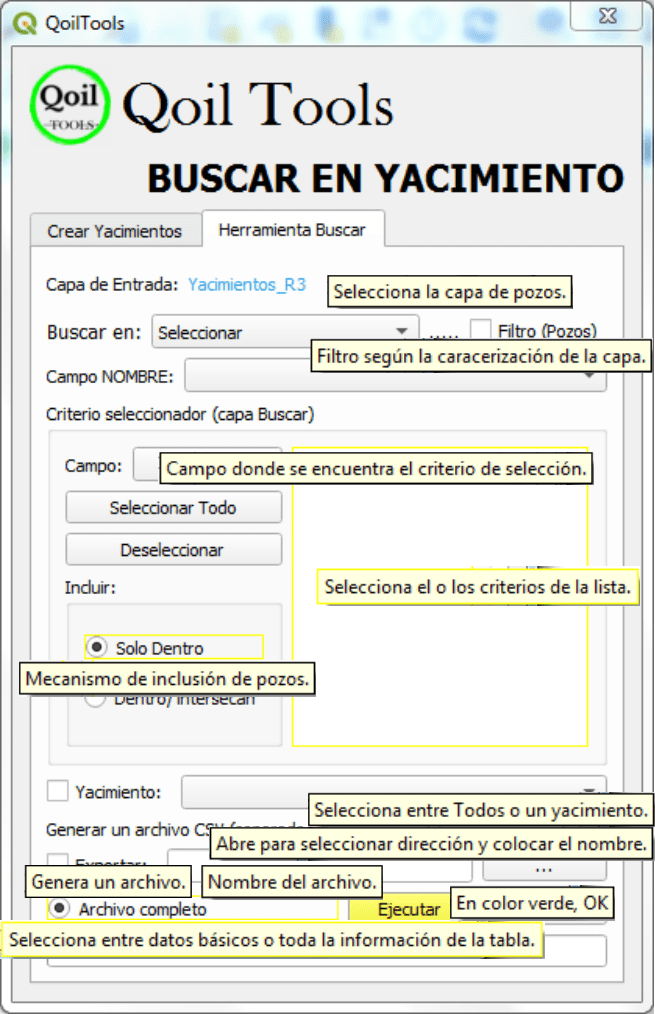 QoilTools
Qoil
TOOLS
Qoil Tools
BUSCAR EN YACIMIENTO
Crear Yacimientos
Herramienta Buscar
Capa de Entrada: Yacimientos_R3
Selecciona la capa de pozos.
Buscar en: Seleccionar ..... Filtro (Pozos)
Filtro según la caracerización de la capa.
Campo NOMBRE:
Criterio seleccionador (capa Buscar)
Campo:
Campo donde se encuentra el criterio de selección.
Seleccionar Todo
Deseleccionar
Incluir:
Selecciona el o los criterios de la lista.
Solo Dentro
Mecanismo de inclusión de pozos.
Dentro/Intersecan
Yacimiento:
Selecciona entre Todos o un yacimiento.
Generar un archivo CSV
Abre para seleccionar dirección y colocar el nombre.
Exportar:
...
Genera un archivo.
Nombre del archivo.
Archivo completo
Ejecutar
En color verde, OK
Selecciona entre datos básicos o toda la información de la tabla.